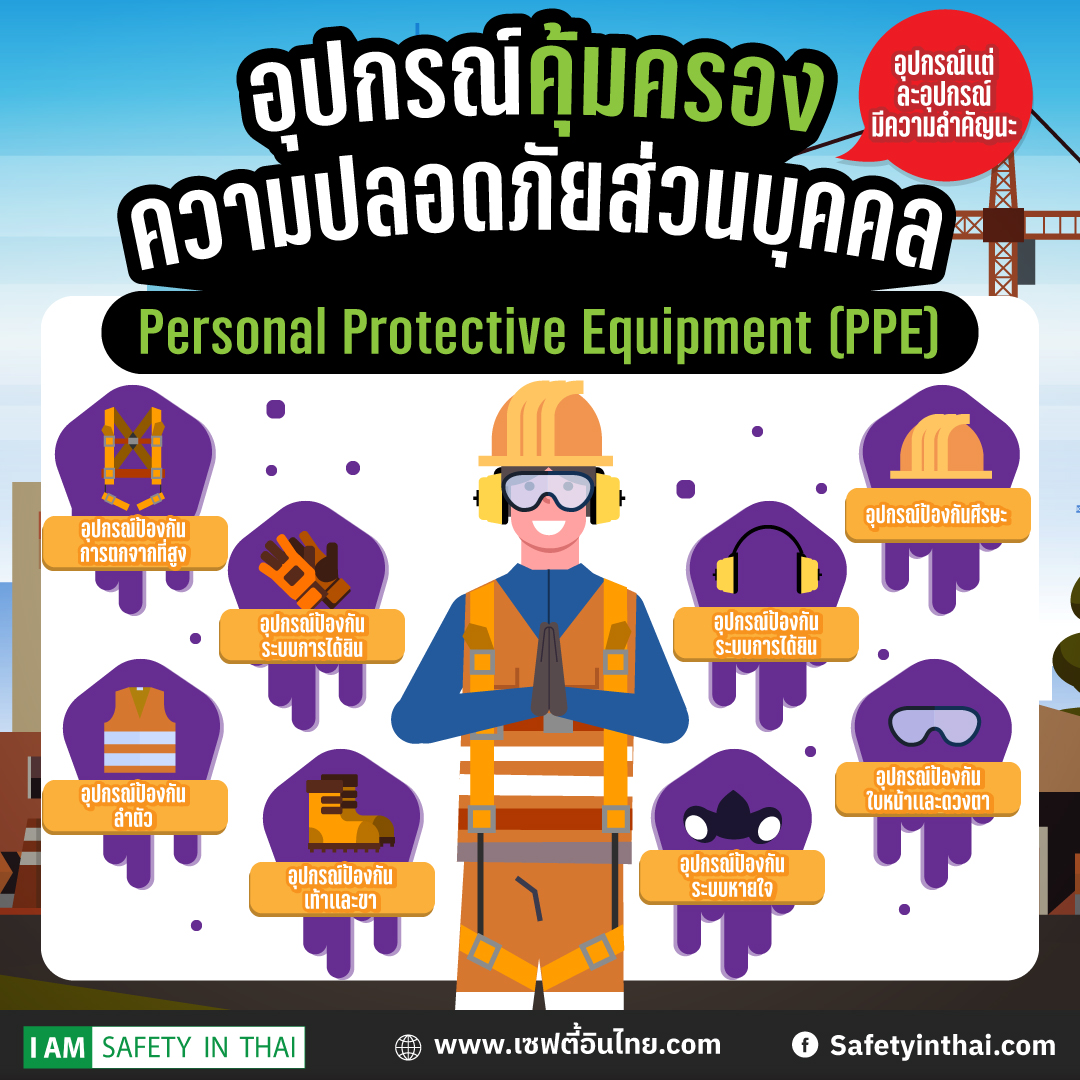 อุปกรณ์คุ้มครอง
ความปลอดภัยส่วนบุคคล
อุปกรณ์แต่
ละอุปกรณ์
มีความสำคัญนะ
Personal Protective Equipment (PPE)
อุปกรณ์ป้องกัน
การตกจากที่สูง
อุปกรณ์ป้องกัน
ระบบการได้ยิน
อุปกรณ์ป้องกัน
ลำตัว
อุปกรณ์ป้องกัน
เท้าและขา
อุปกรณ์ป้องกันศีรษะ
อุปกรณ์ป้องกัน
ระบบการได้ยิน
อุปกรณ์ป้องกัน
ใบหน้าและดวงตา
อุปกรณ์ป้องกัน
ระบบหายใจ
I AM SAFETY IN THAI
www.เซฟตี้อินไทย.com
Safetyinthai.com